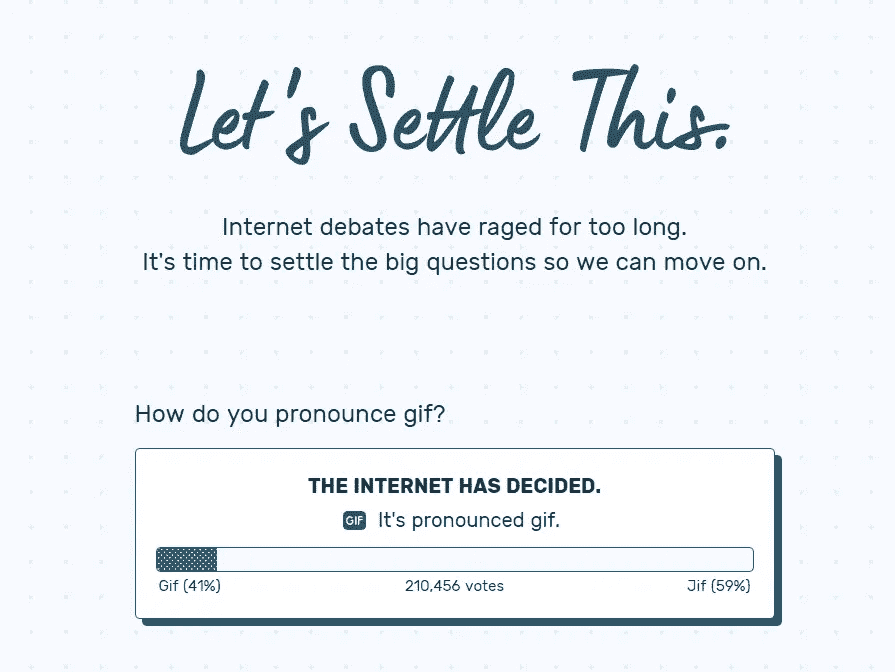 Let's Settle This.
Internet debates have raged for too long.
It's time to settle the big questions so we can move on.
How do you pronounce gif?
THE INTERNET HAS DECIDED.
GIF It's pronounced gif.
Gif (41%) 210,456 votes Jif (59%)